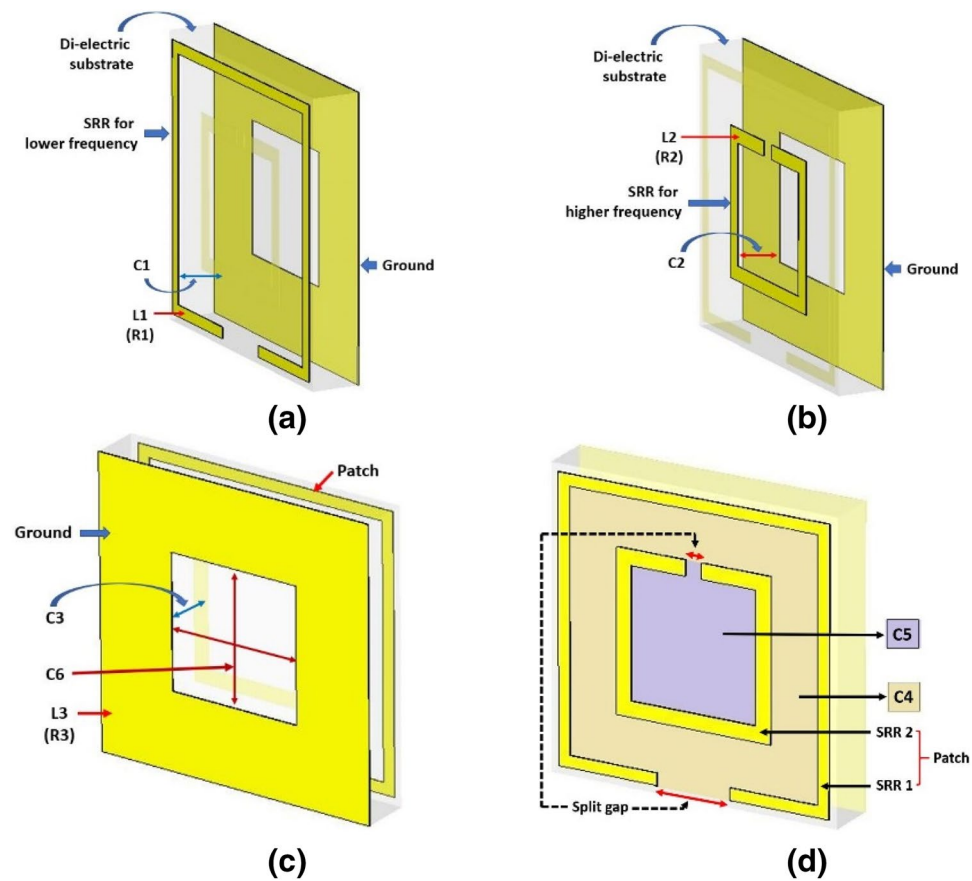 Di-electric
substrate
SRR for
lower frequency
C1
L1
(R1)
Ground
(a)
Di-electric
substrate
L2
(R2)
SRR for
higher frequency
C2
Ground
(b)
Patch
Ground
C3
C6
L3
(R3)
(c)
C5
C4
SRR 2
Patch
SRR 1
Split gap
(d)